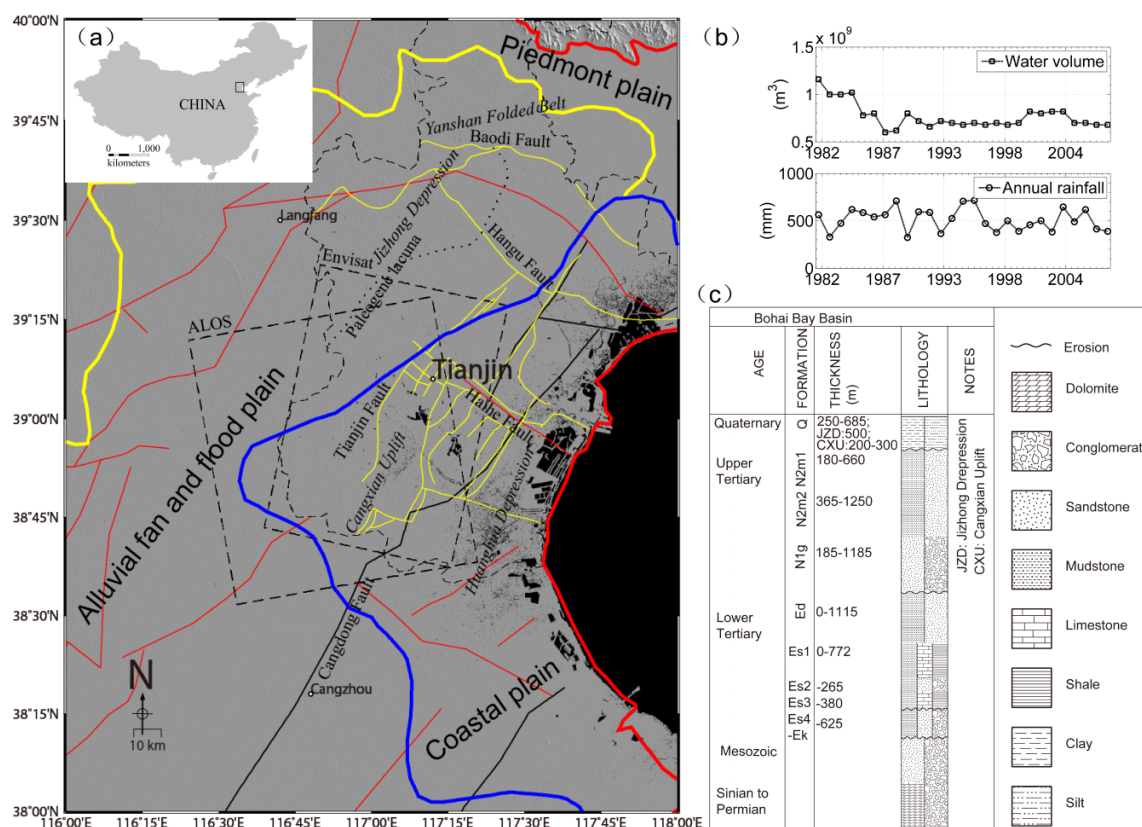 (a)
CHINA
0 1,000
kilometers
40°00'N
39°45'
39°30'
39°15'
39°00'
38°45'
38°30'
38°15'
38°00'
116°00'E
116°15'
116°30'
116°45'
117°00'
117°15'
117°30'
117°45'
118°00'E
Piedmont plain
Yanshan Folded Belt
Baodi Fault
Langfang
Jizhong Depression
Envisat
Paleogene lacuna
Hangu Fault
ALOS
Tianjin
Tianjin Fault
Haihe Fault
Cangxian Uplift
Huanghua Depression
Alluvial fan and flood plain
Cangdong Fault
Cangzhou
Coastal plain
N
10 km
(b)
x 10⁹
1.5
1
0.5
(m³)
Water volume
1982 1987 1993 1998 2004
1000
500
0
(mm)
Annual rainfall
1982 1987 1993 1998 2004
(c)
Bohai Bay Basin
AGE
FORMATION
THICKNESS
(m)
LITHOLOGY
NOTES
Quaternary Q 250-685;
JZD:500;
CXU:200-300
Upper
Tertiary
N2m1 180-660
N2m2 365-1250
N1g 185-1185
Lower
Tertiary
Ed 0-1115
Es1 0-772
Es2 -265
Es3 -380
Es4 -625
-Ek
Mesozoic
Sinian to
Permian
JZD: Jizhong Drepression
CXU: Cangxian Uplift
Erosion
Dolomite
Conglomerat
Sandstone
Mudstone
Limestone
Shale
Clay
Silt